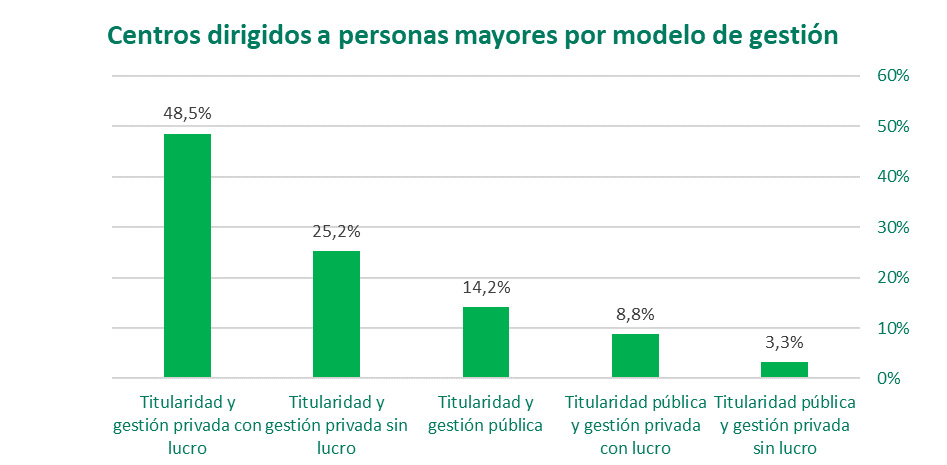 Centros dirigidos a personas mayores por modelo de gestión
60%
50%
40%
30%
20%
10%
0%
48,5%
25,2%
14,2%
8,8%
3,3%
Titularidad y
gestión privada con
lucro
Titularidad y
gestión privada sin
lucro
Titularidad y
gestión pública
Titularidad pública
y gestión privada
con lucro
Titularidad pública
y gestión privada
sin lucro